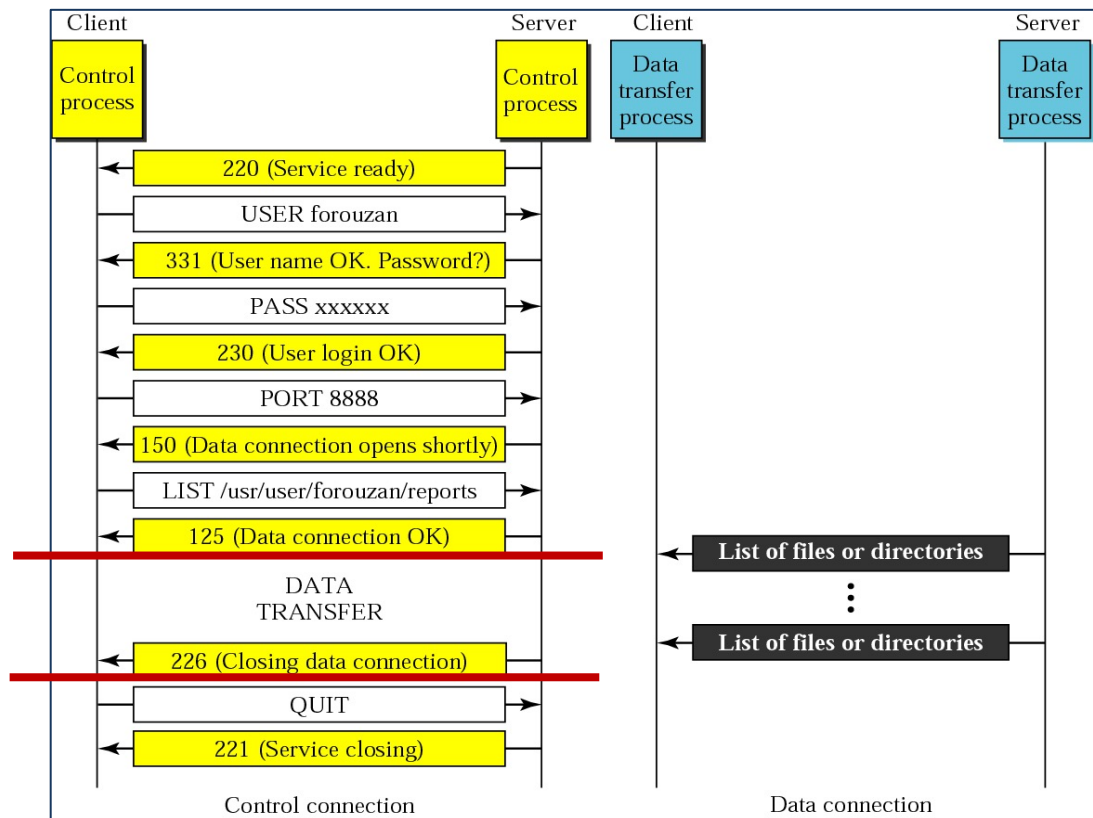 Client
Server
Client
Server
Control
process
Control
process
Data
transfer
process
Data
transfer
process
220 (Service ready)
USER forouzan
331 (User name OK. Password?)
PASS xxxxxx
230 (User login OK)
PORT 8888
150 (Data connection opens shortly)
LIST /usr/user/forouzan/reports
125 (Data connection OK)
DATA
TRANSFER
226 (Closing data connection)
QUIT
221 (Service closing)
Control connection
List of files or directories
List of files or directories
Data connection